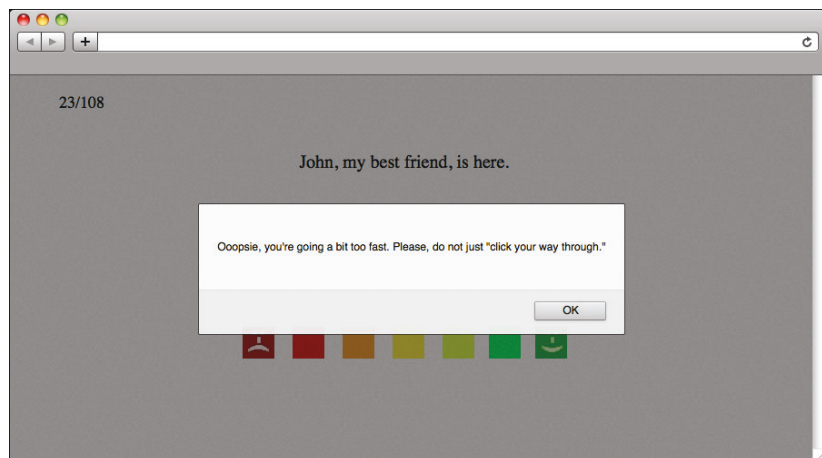 23/108
John, my best friend, is here.
Ooopsie, you're going a bit too fast. Please, do not just "click your way through."
OK